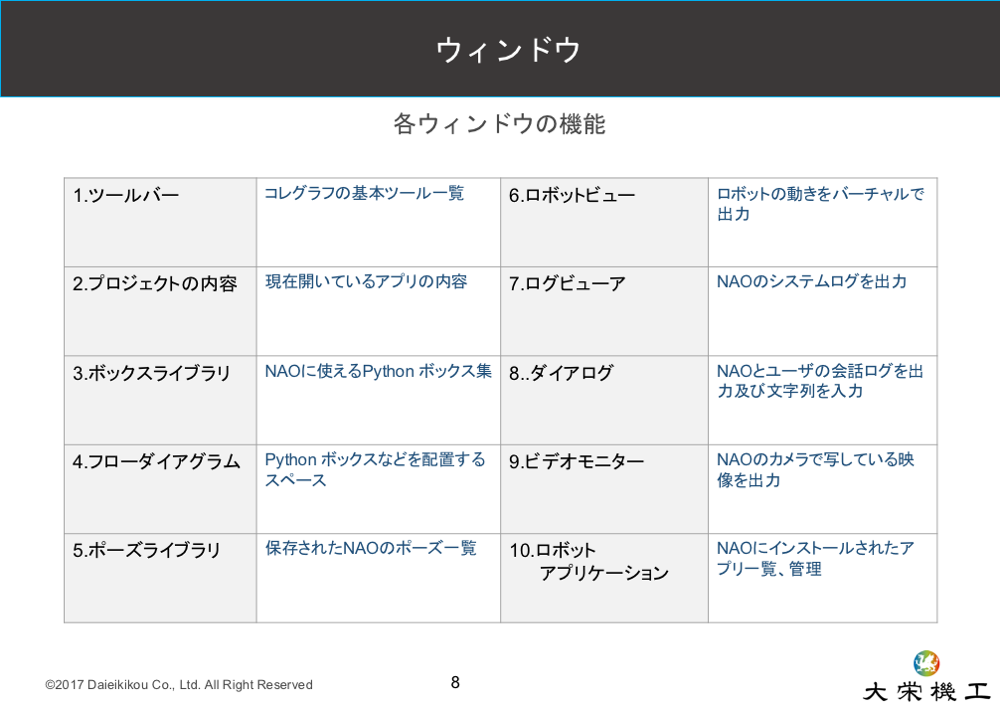 ウィンドウ
各ウィンドウの機能
1.ツールバー
コレグラフの基本ツール一覧
6.ロボットビュー
ロボットの動きをバーチャルで
出力
2.プロジェクトの内容
現在開いているアプリの内容
7.ログビューア
NAOのシステムログを出力
3.ボックスライブラリ
NAOに使えるPython ボックス集
8..ダイアログ
NAOとユーザの会話ログを出
力及び文字列を入力
4.フローダイアグラム
Python ボックスなどを配置する
スペース
9.ビデオモニター
NAOのカメラで写している映
像を出力
5.ポーズライブラリ
保存されたNAOのポーズ一覧
10.ロボット
アプリケーション
NAOにインストールされたア
プリ一覧、管理
©2017 Daieikikou Co., Ltd. All Right Reserved
8
大栄機工